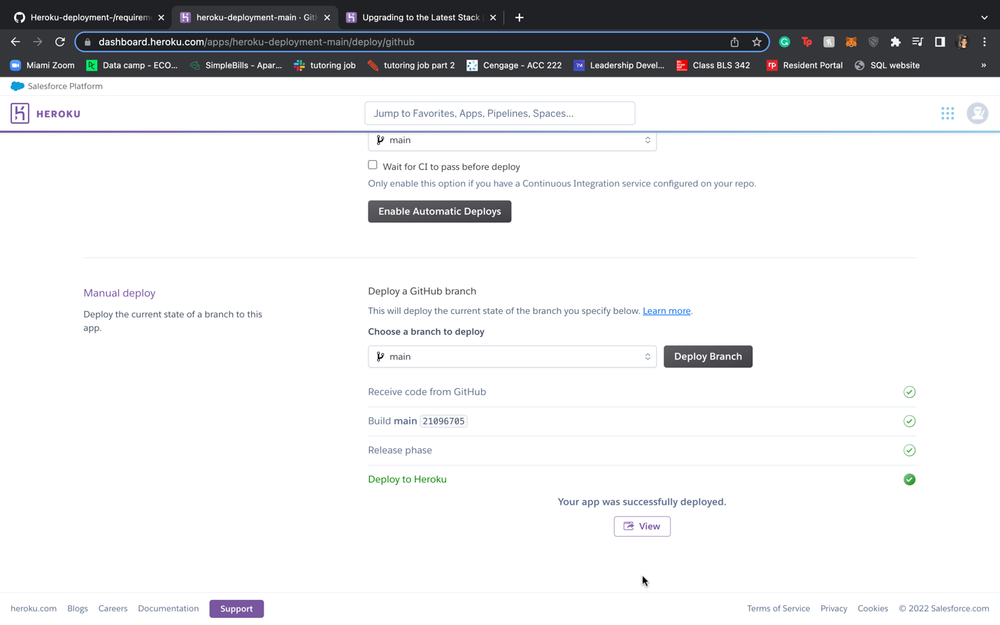 Heroku-deployment-/requirem
heroku-deployment-main · Git
Upgrading to the Latest Stack
dashboard.heroku.com/apps/heroku-deployment-main/deploy/github
Miami Zoom
Data camp - ECO...
SimpleBills - Apar...
tutoring job
tutoring job part 2
Cengage - ACC 222
Leadership Devel...
Class BLS 342
Resident Portal
SQL website
»
Salesforce Platform
HEROKU
Jump to Favorites, Apps, Pipelines, Spaces...
main
Wait for CI to pass before deploy
Only enable this option if you have a Continuous Integration service configured on your repo.
Enable Automatic Deploys
Manual deploy
Deploy the current state of a branch to this
app.
Deploy a GitHub branch
This will deploy the current state of the branch you specify below. Learn more.
Choose a branch to deploy
main
Deploy Branch
Receive code from GitHub
Build main 21096705
Release phase
Deploy to Heroku
Your app was successfully deployed.
View
heroku.com
Blogs
Careers
Documentation
Support
Terms of Service
Privacy
Cookies
© 2022 Salesforce.com